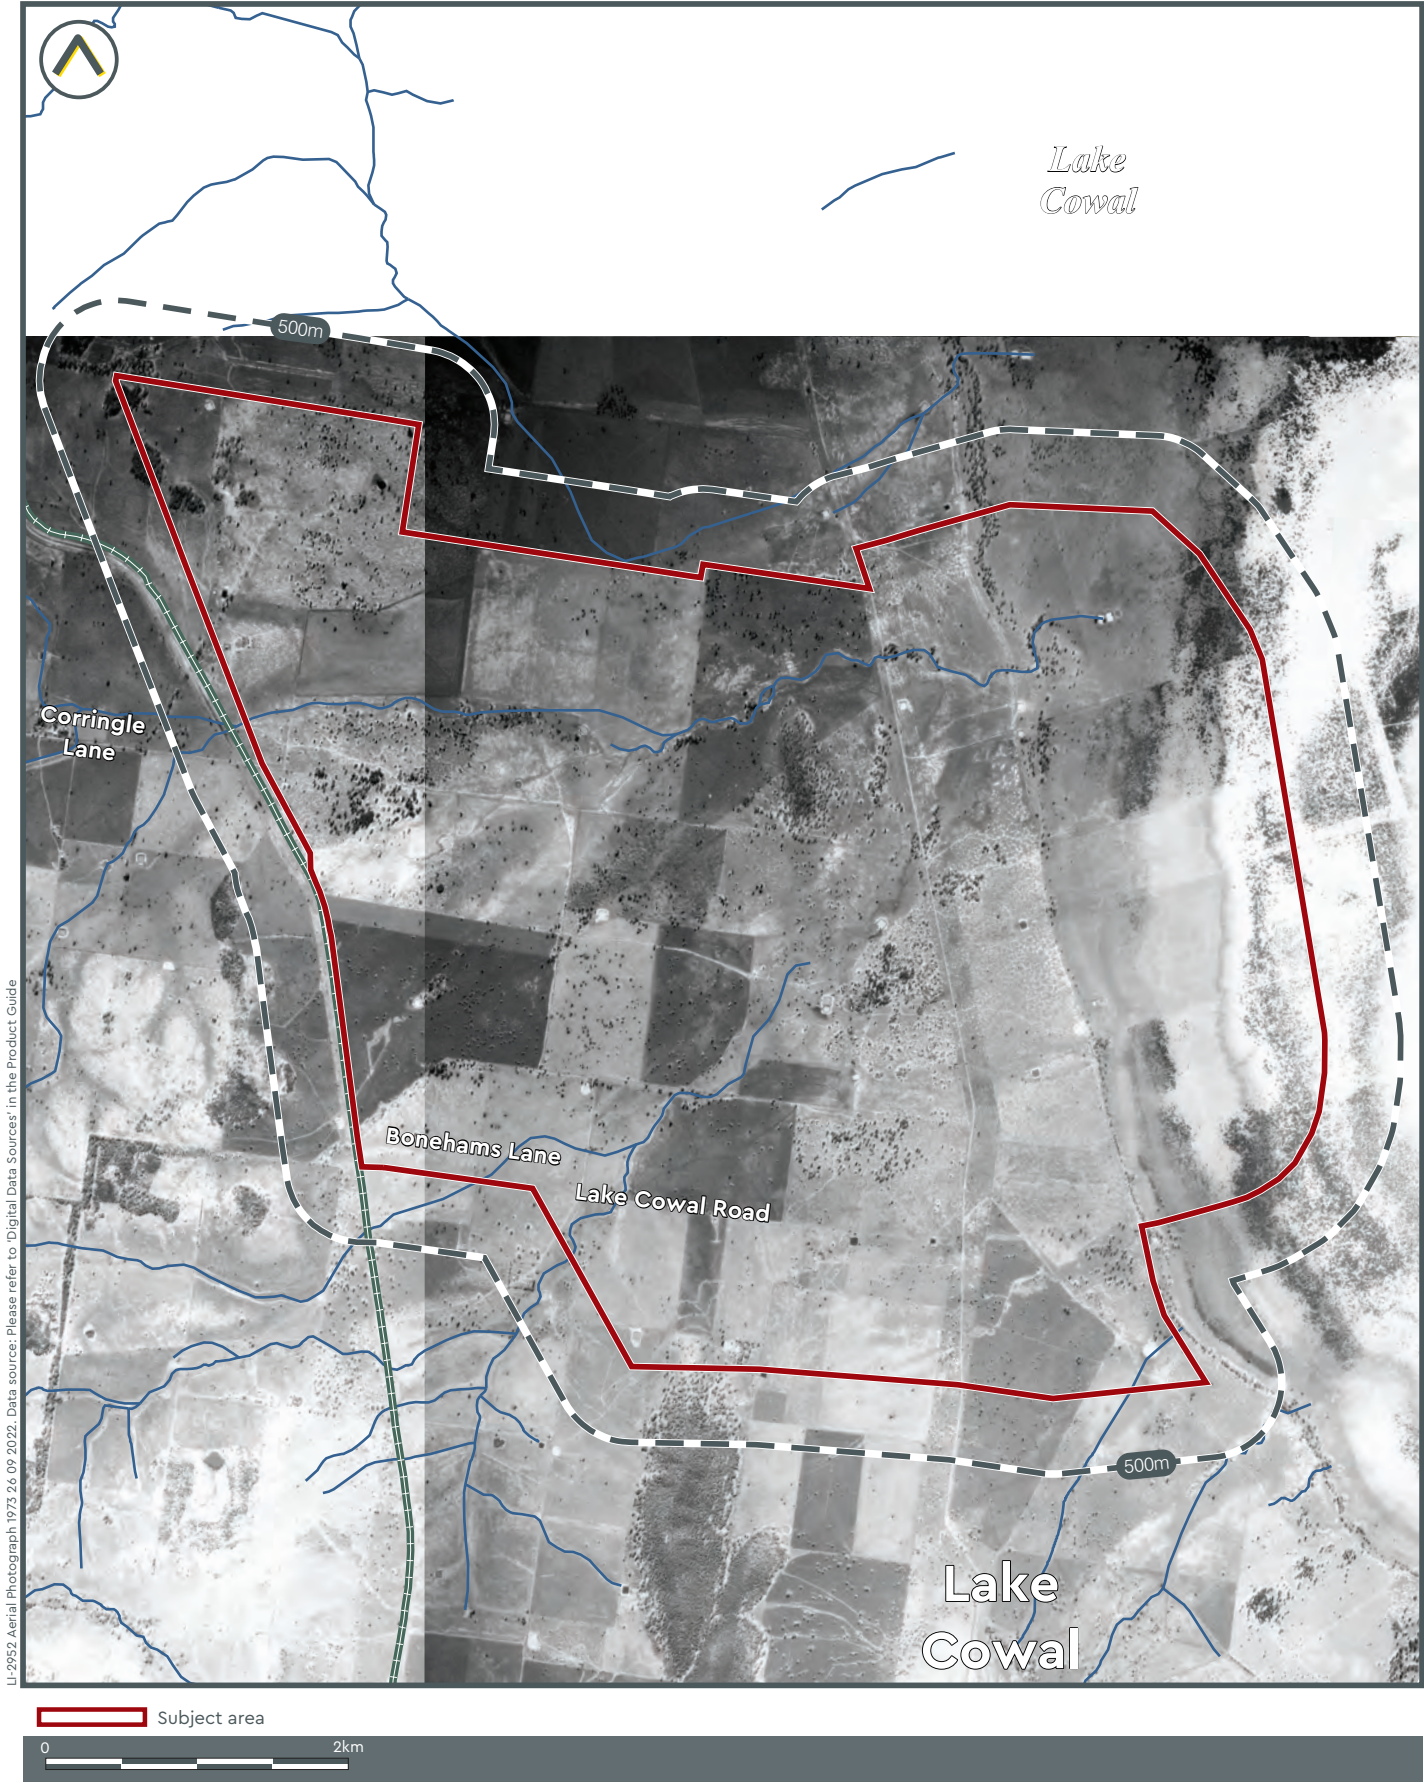 Lake
Cowal
500m
Corringle
Lane
Bonehams Lane
Lake Cowal Road
500m
Lake
Cowal
LI-2952 Aerial Photograph 1973 26 09 2022. Data source: Please refer to 'Digital Data Sources' in the Product Guide
Subject area
0 2km